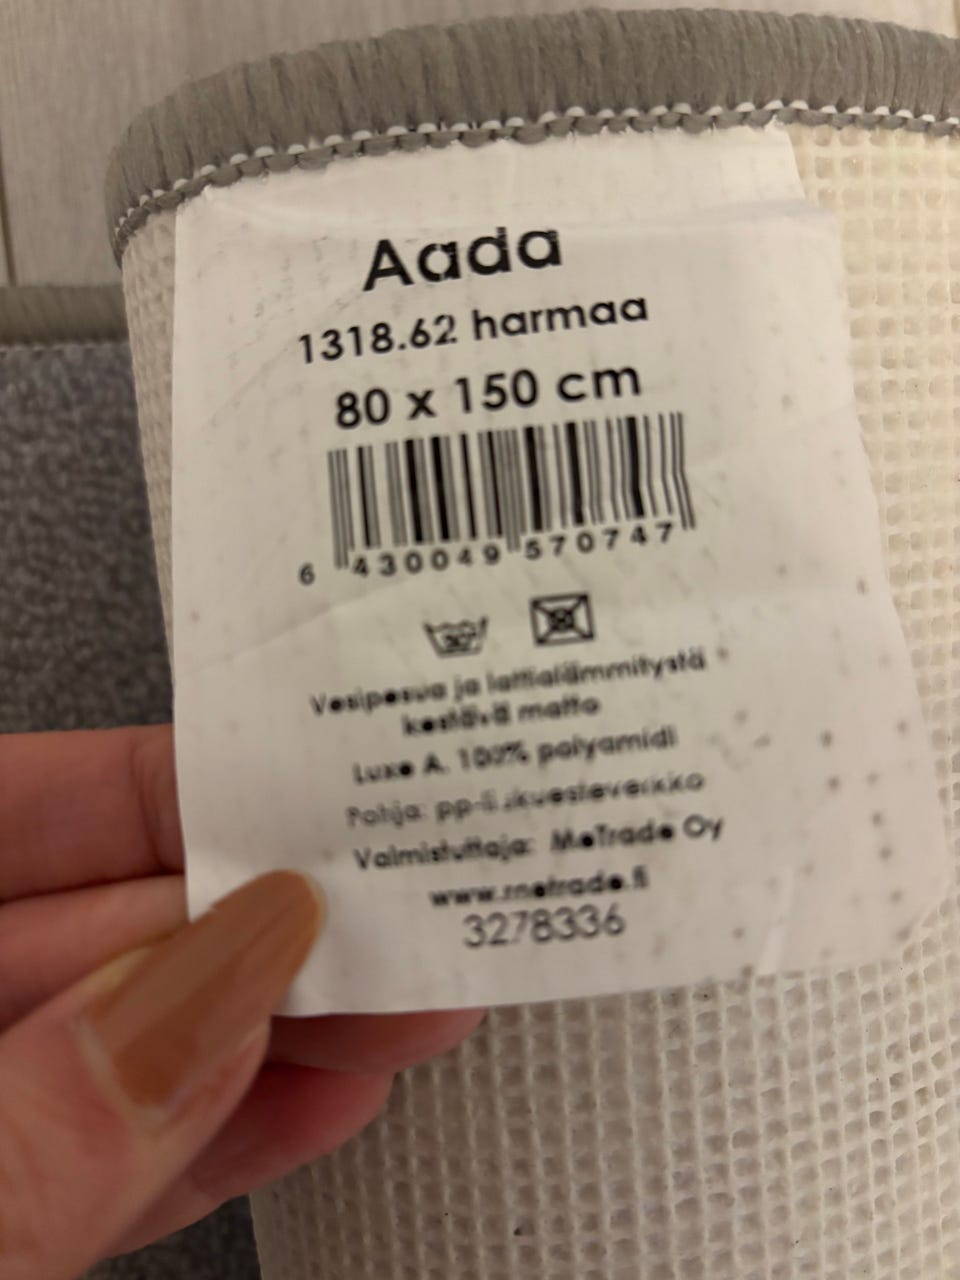 Aada
1318.62 harmaa
80 x 150 cm
6 430049 570747
30
Vesipesua ja lattialämmitystä
kestävä matto
Luxe A. 100% polyamidi
Pohja: pp-liukuesteverkko
Valmistuttaja: MeTrade Oy
www.metrade.fi
3278336